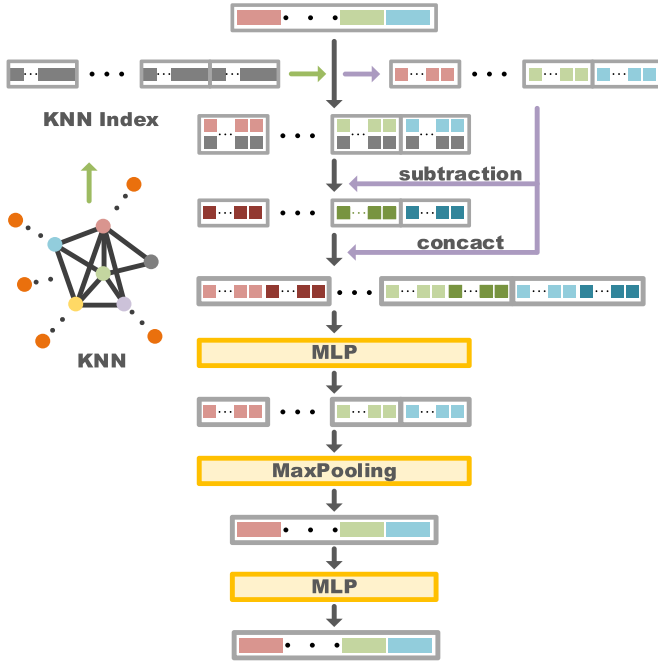 KNN Index
subtraction
concact
KNN
MLP
MaxPooling
MLP